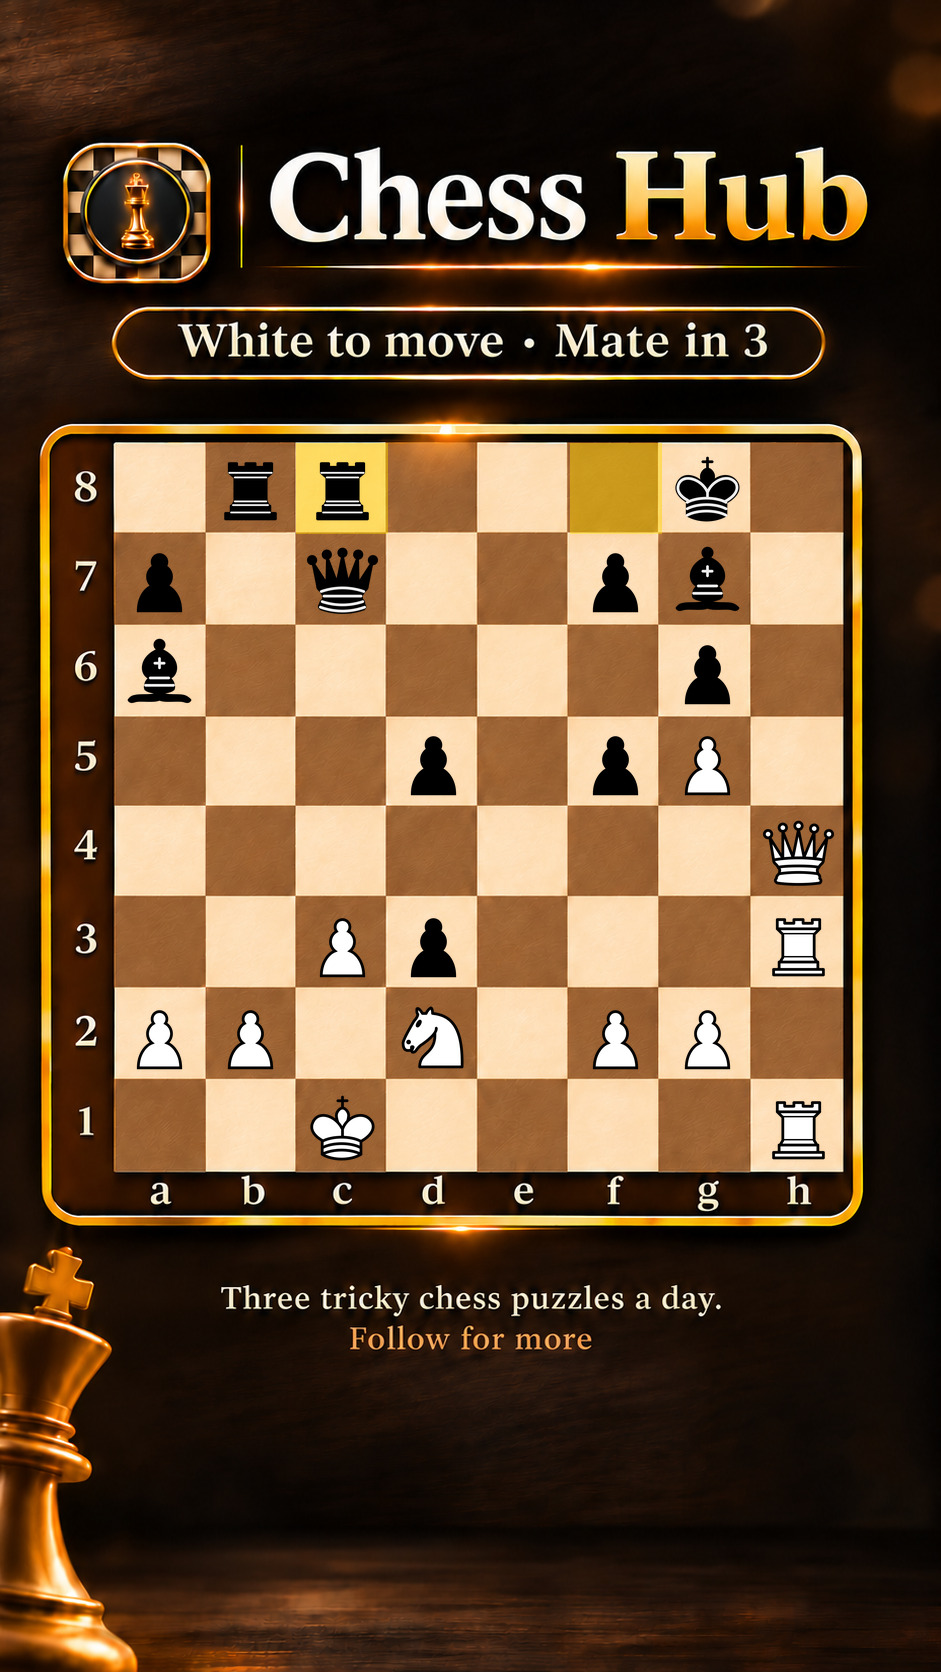 Chess Hub
White to move • Mate in 3
8
7
6
5
4
3
2
1
a b c d e f g h
Three tricky chess puzzles a day.
Follow for more